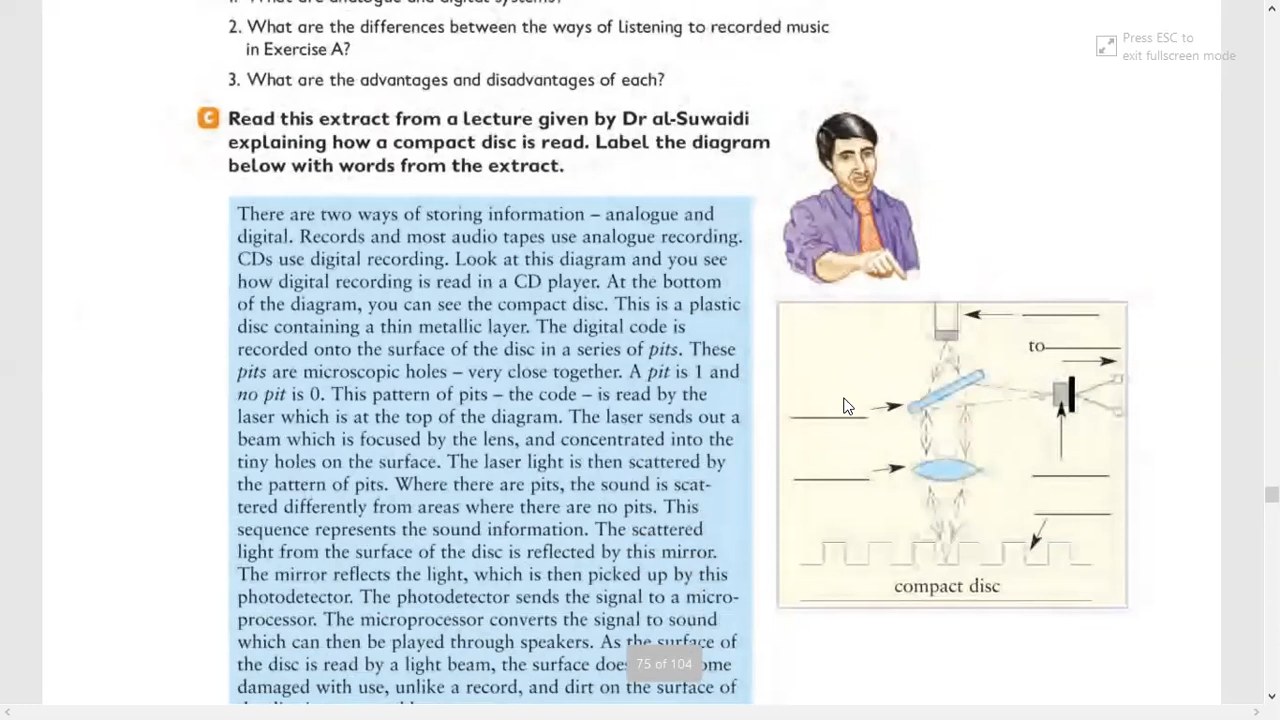 1. What are analogue and digital systems?
2. What are the differences between the ways of listening to recorded music
in Exercise A?
3. What are the advantages and disadvantages of each?
Press ESC to
exit fullscreen mode
C Read this extract from a lecture given by Dr al-Suwaidi
explaining how a compact disc is read. Label the diagram
below with words from the extract.
There are two ways of storing information – analogue and
digital. Records and most audio tapes use analogue recording.
CDs use digital recording. Look at this diagram and you see
how digital recording is read in a CD player. At the bottom
of the diagram, you can see the compact disc. This is a plastic
disc containing a thin metallic layer. The digital code is
recorded onto the surface of the disc in a series of pits. These
pits are microscopic holes – very close together. A pit is 1 and
no pit is 0. This pattern of pits – the code – is read by the
laser which is at the top of the diagram. The laser sends out a
beam which is focused by the lens, and concentrated into the
tiny holes on the surface. The laser light is then scattered by
the pattern of pits. Where there are pits, the sound is scat-
tered differently from areas where there are no pits. This
sequence represents the sound information. The scattered
light from the surface of the disc is reflected by this mirror.
The mirror reflects the light, which is then picked up by this
photodetector. The photodetector sends the signal to a micro-
processor. The microprocessor converts the signal to sound
which can then be played through speakers. As the surface of
the disc is read by a light beam, the surface does
damaged with use, unlike a record, and dirt on the surface of
to
compact disc
75 of 104